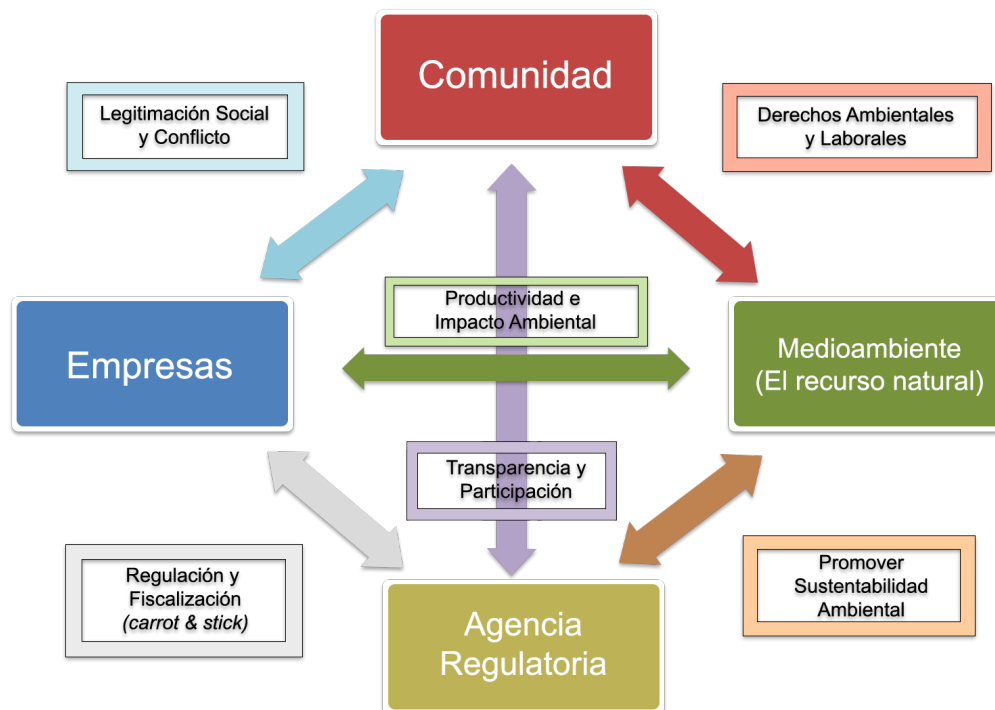 Comunidad
Legitimación Social
y Conflicto
Derechos Ambientales
y Laborales
Productividad e
Impacto Ambiental
Empresas
Medioambiente
(El recurso natural)
Transparencia y
Participación
Regulación y
Fiscalización
(carrot & stick)
Promover
Sustentabilidad
Ambiental
Agencia
Regulatoria